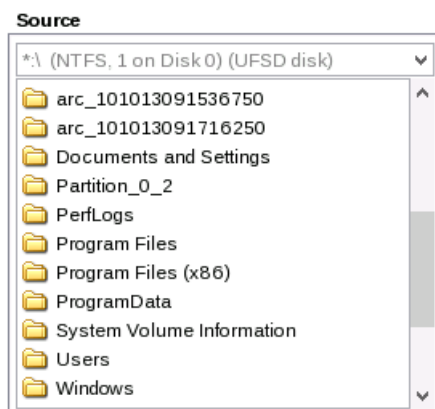 Source
*:\ (NTFS, 1 on Disk 0) (UFSD disk)
arc_101013091536750
arc_101013091716250
Documents and Settings
Partition_0_2
PerfLogs
Program Files
Program Files (x86)
ProgramData
System Volume Information
Users
Windows